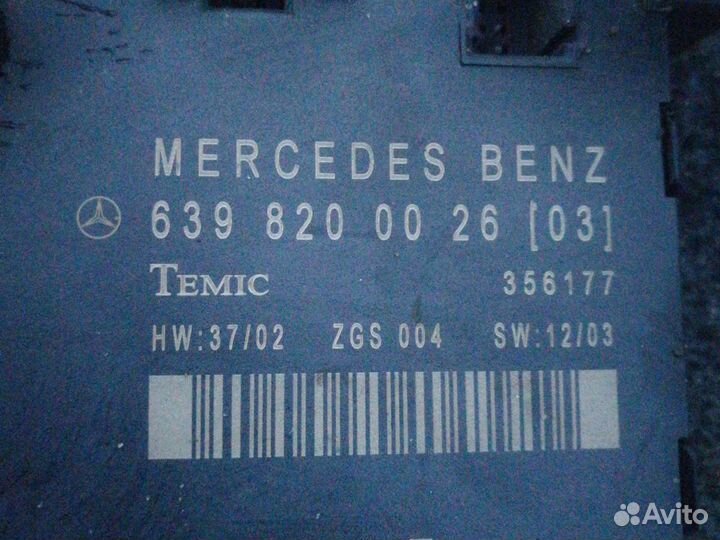 MERCEDES BENZ
639 820 00 26 [03]
TEMIC 356177
HW:37/02 ZGS 004 SW:12/03
Avito